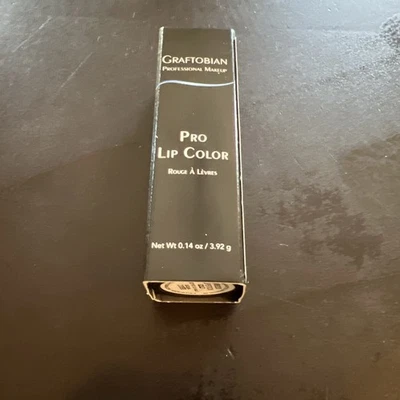 GRAFTOBIAN
PROFESSIONAL MAKEUP
PRO
LIP COLOR
ROUGE À LÈVRES
Net Wt 0.14 oz / 3.92 g